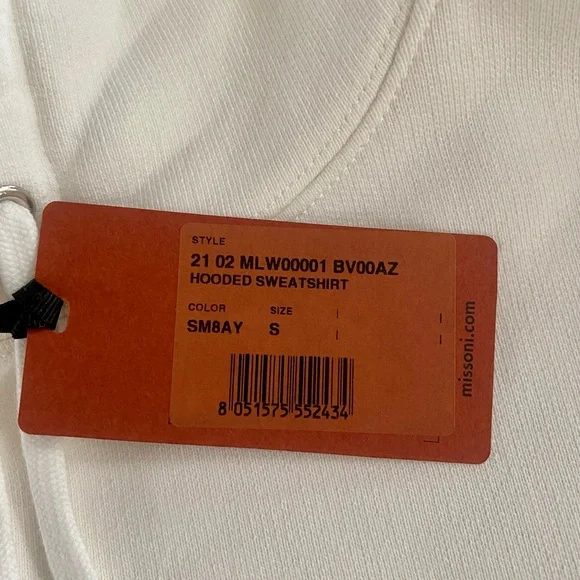 STYLE
21 02 MLW00001 BV00AZ
HOODED SWEATSHIRT
COLOR SIZE
SM8AY S
8 051575 552434
missoni.com